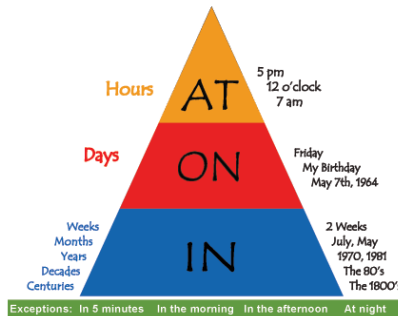 Hours
AT
5 pm
12 o'clock
7 am
Days
ON
Friday
My Birthday
May 7th, 1964
Weeks
Months
Years
Decades
Centuries
IN
2 Weeks
July, May
1970, 1981
The 80's
The 1800's
Exceptions: In 5 minutes In the morning In the afternoon At night